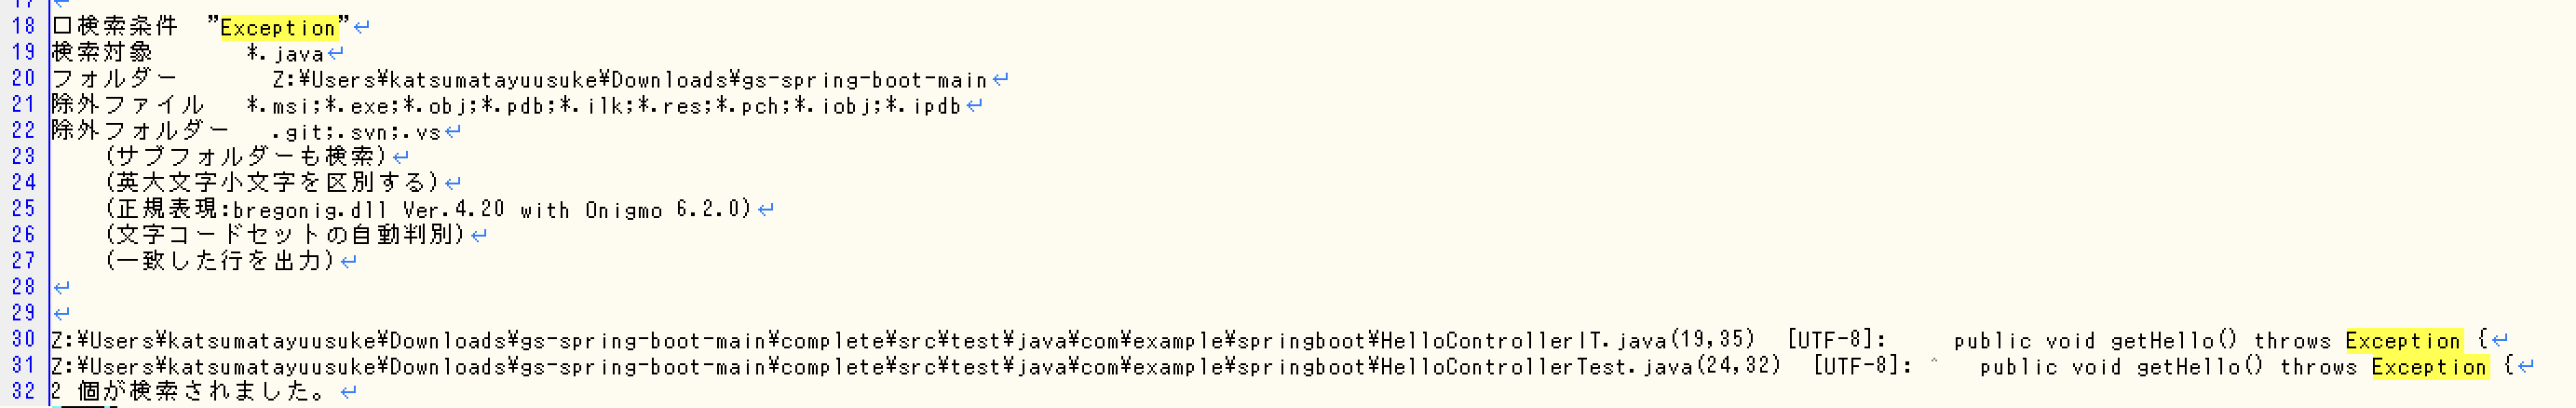 17
18 □検索条件  "Exception"↵
19 検索対象    *.java↵
20 フォルダー    Z:¥Users¥katsumatayuusuke¥Downloads¥gs-spring-boot-main↵
21 除外ファイル  *.msi;*.exe;*.obj;*.pdb;*.ilk;*.res;*.pch;*.iobj;*.ipdb↵
22 除外フォルダー  .git;.svn;.vs↵
23     (サブフォルダーも検索)↵
24     (英大文字小文字を区別する)↵
25     (正規表現:bregonig.dll Ver.4.20 with Onigmo 6.2.0)↵
26     (文字コードセットの自動判別)↵
27     (一致した行を出力)↵
28 ↵
29 ↵
30 Z:¥Users¥katsumatayuusuke¥Downloads¥gs-spring-boot-main¥complete¥src¥test¥java¥com¥example¥springboot¥HelloControllerIT.java(19,35)  [UTF-8]:     public void getHello() throws Exception {↵
31 Z:¥Users¥katsumatayuusuke¥Downloads¥gs-spring-boot-main¥complete¥src¥test¥java¥com¥example¥springboot¥HelloControllerTest.java(24,32)  [UTF-8]: ^   public void getHello() throws Exception {↵
32 2 個が検索されました。↵